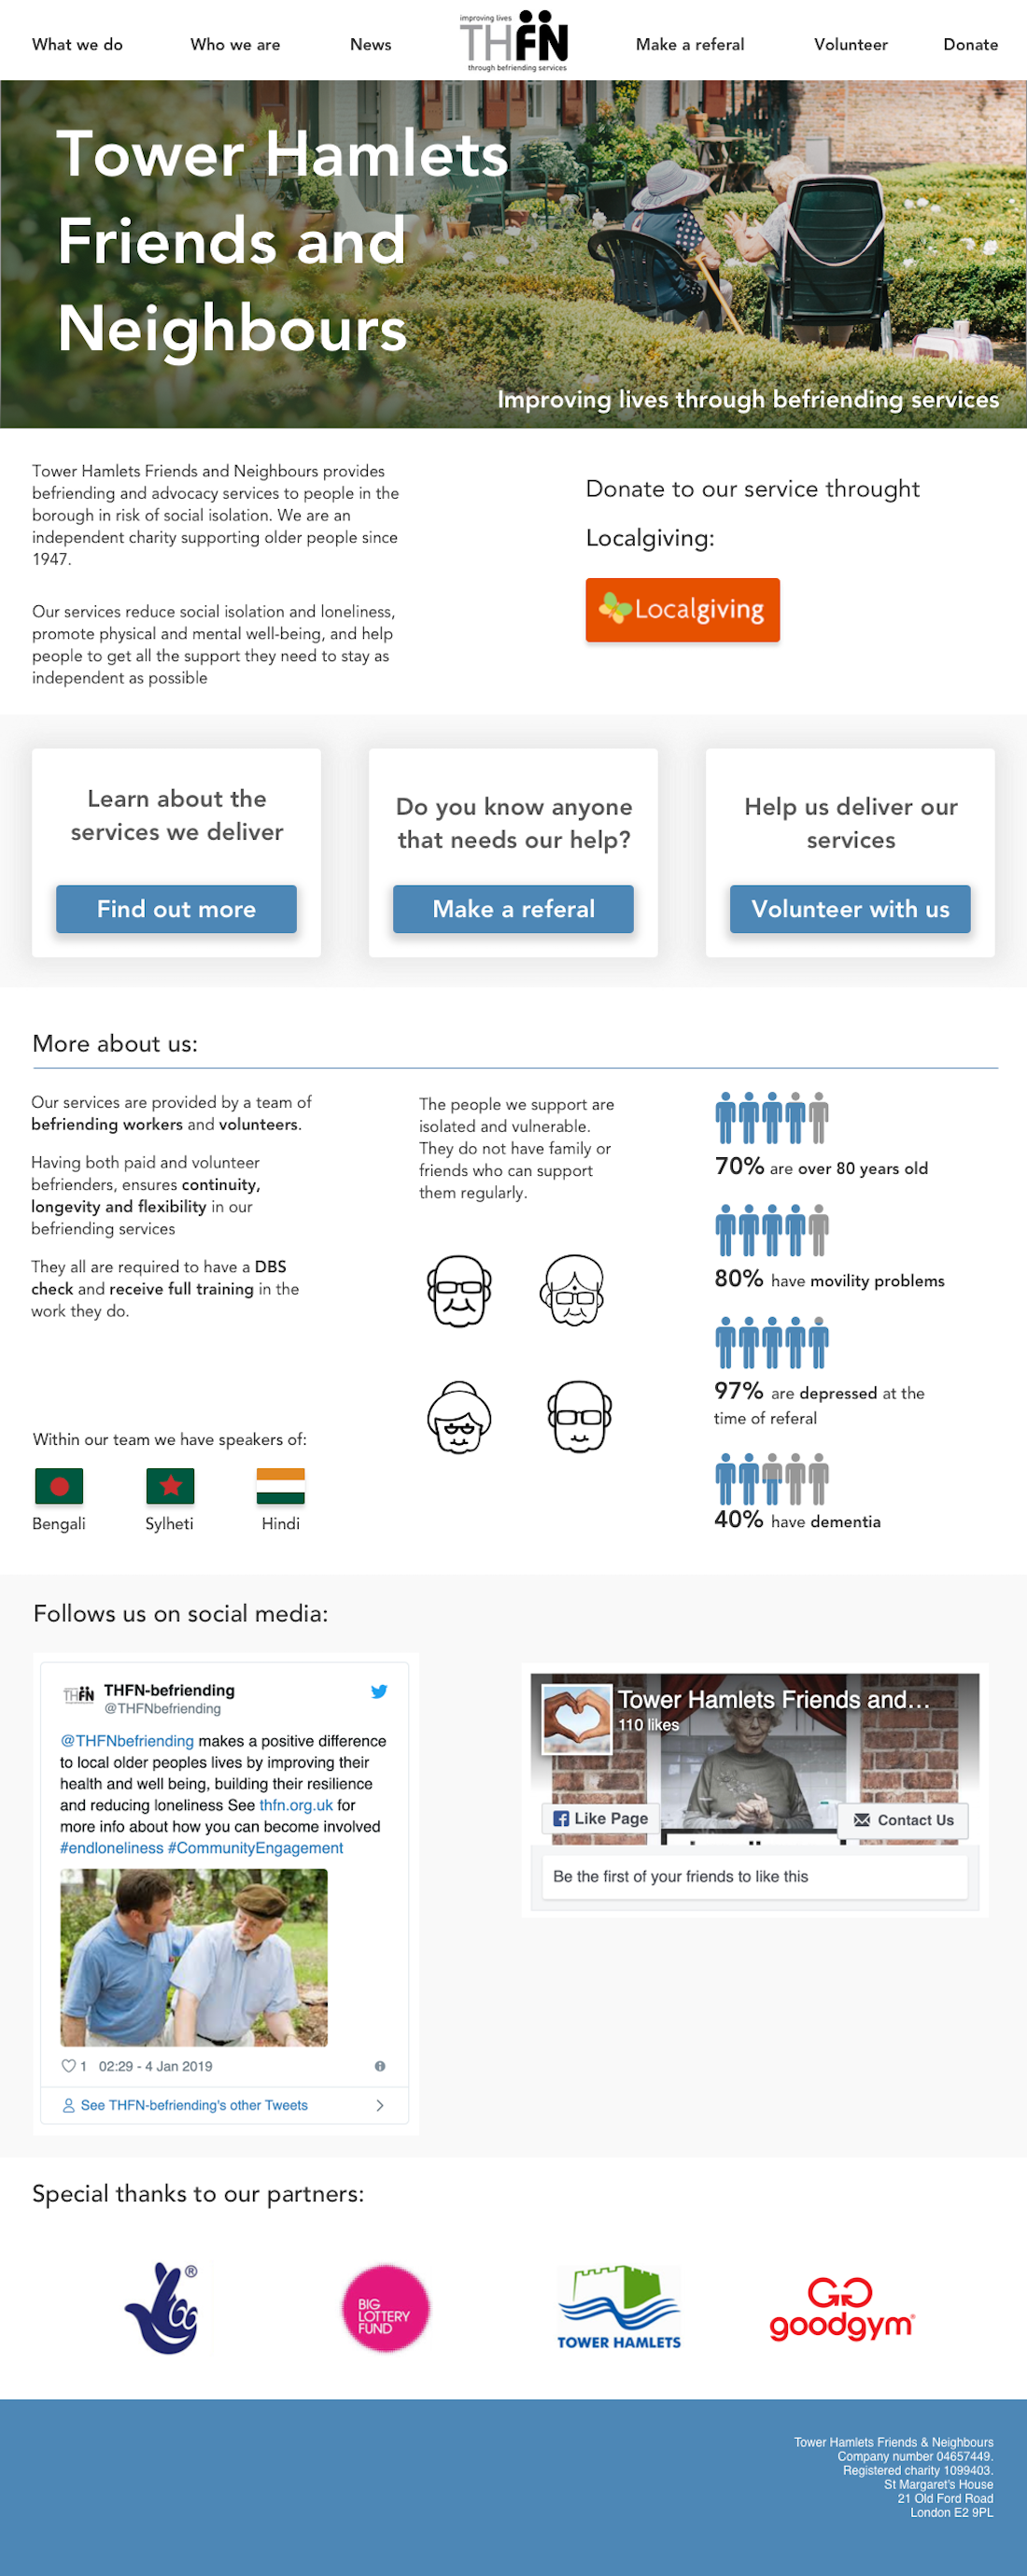 What we do
Who we are
News
improving lives
THFN
through befriending services
Make a referal
Volunteer
Donate
Tower Hamlets
Friends and
Neighbours
Improving lives through befriending services
Tower Hamlets Friends and Neighbours provides
befriending and advocacy services to people in the
borough in risk of social isolation. We are an
independent charity supporting older people since
1947.
Our services reduce social isolation and loneliness,
promote physical and mental well-being, and help
people to get all the support they need to stay as
independent as possible
Donate to our service throught
Localgiving:
Localgiving
Learn about the
services we deliver
Find out more
Do you know anyone
that needs our help?
Make a referal
Help us deliver our
services
Volunteer with us
More about us:
Our services are provided by a team of
befriending workers and volunteers.
Having both paid and volunteer
befrienders, ensures continuity,
longevity and flexibility in our
befriending services
They all are required to have a DBS
check and receive full training in the
work they do.
Within our team we have speakers of:
Bengali
Sylheti
Hindi
The people we support are
isolated and vulnerable.
They do not have family or
friends who can support
them regularly.
70% are over 80 years old
80% have movility problems
97% are depressed at the
time of referal
40% have dementia
Follows us on social media:
THFN
THFN-befriending
@THFNbefriending
@THFNbefriending makes a positive difference
to local older peoples lives by improving their
health and well being, building their resilience
and reducing loneliness See thfn.org.uk for
more info about how you can become involved
#endloneliness #CommunityEngagement
1 02:29 - 4 Jan 2019
See THFN-befriending's other Tweets
Tower Hamlets Friends and...
110 likes
Like Page
Contact Us
Be the first of your friends to like this
Special thanks to our partners:
®
BIG
LOTTERY
FUND
TOWER HAMLETS
goodgym®
Tower Hamlets Friends & Neighbours
Company number 04657449.
Registered charity 1099403.
St Margaret's House
21 Old Ford Road
London E2 9PL